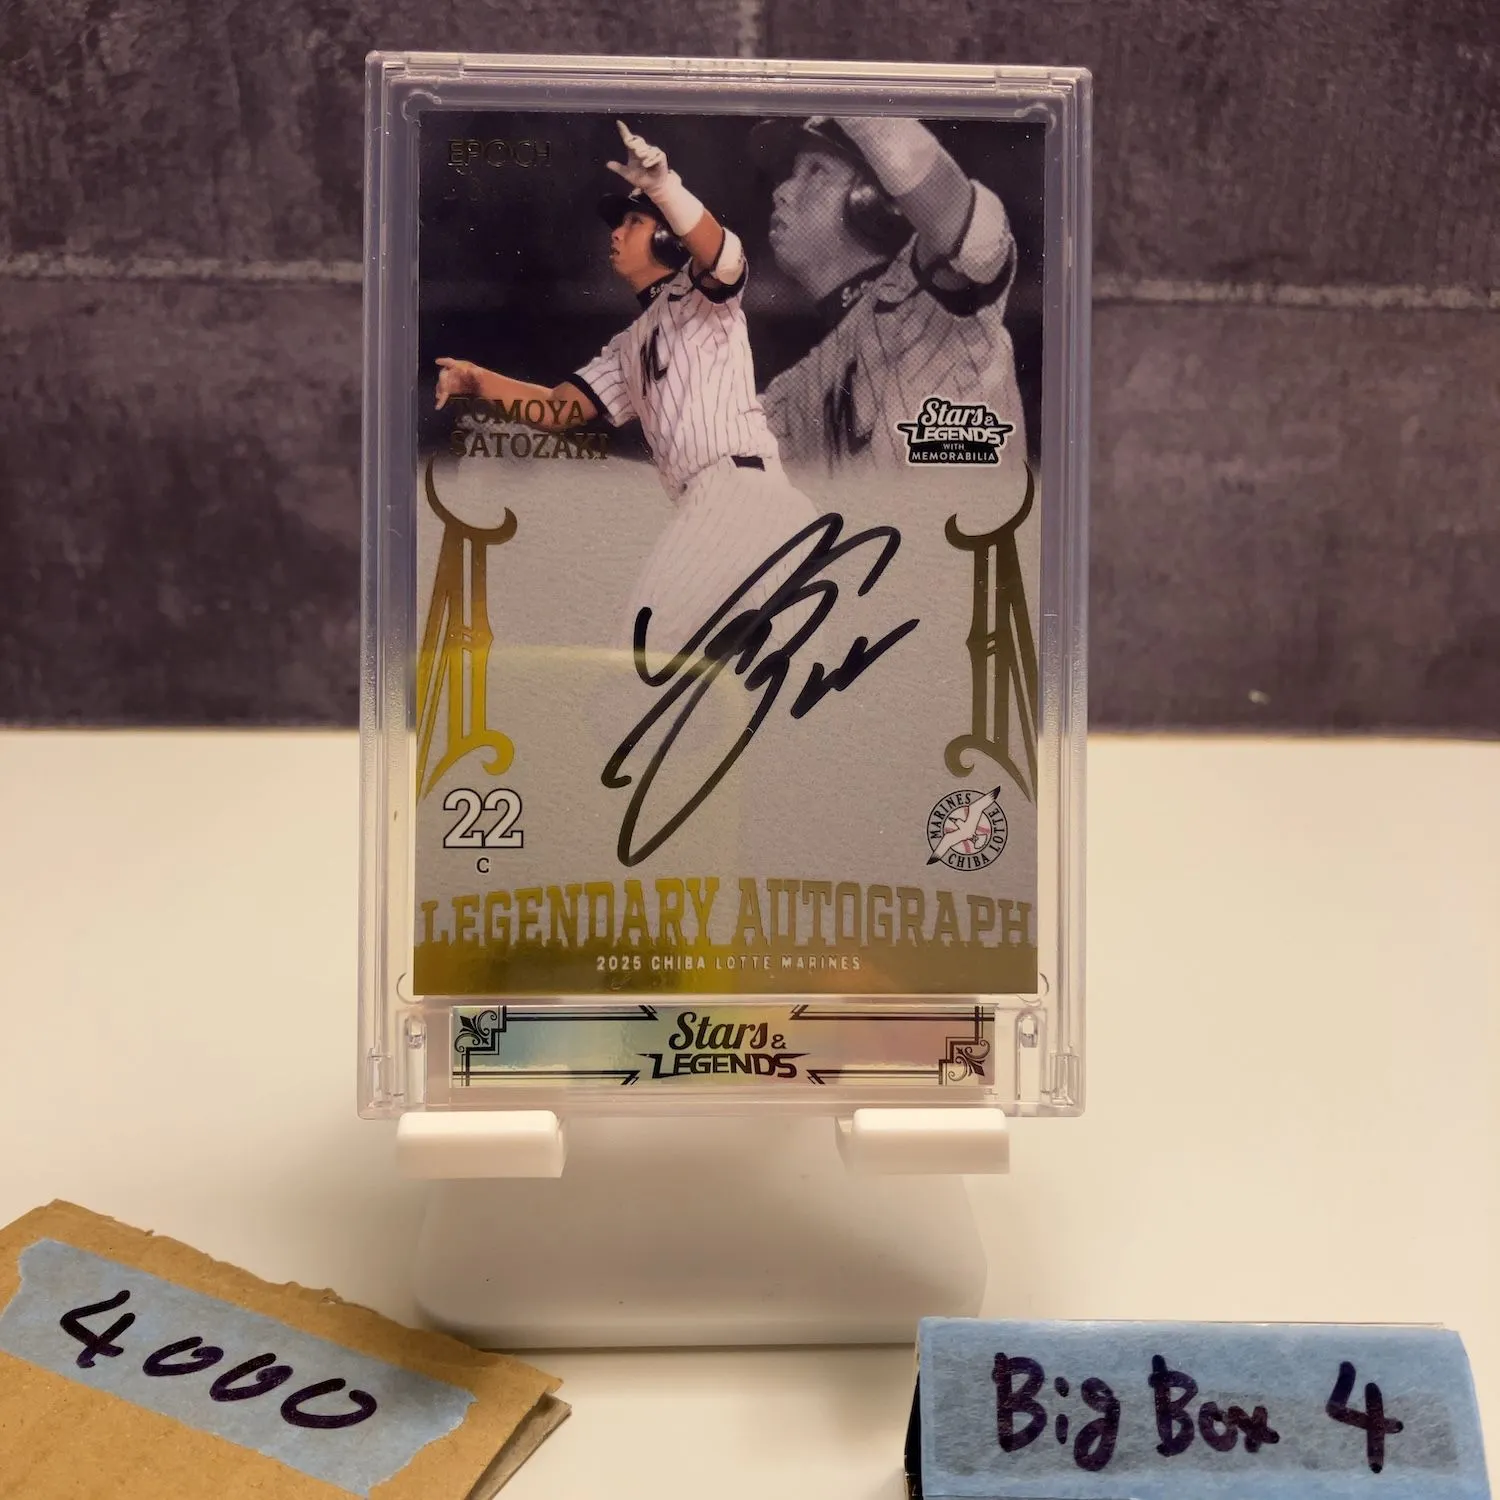 EPOCH
TOMOYA
SATOZAKI
Stars &
LEGENDS
WITH
MEMORABILIA
22
C
MARINES
CHIBA LOTTE
LEGENDARY AUTOGRAPH
2025 CHIBA LOTTE MARINES
Stars &
LEGENDS
4000
Big Box 4